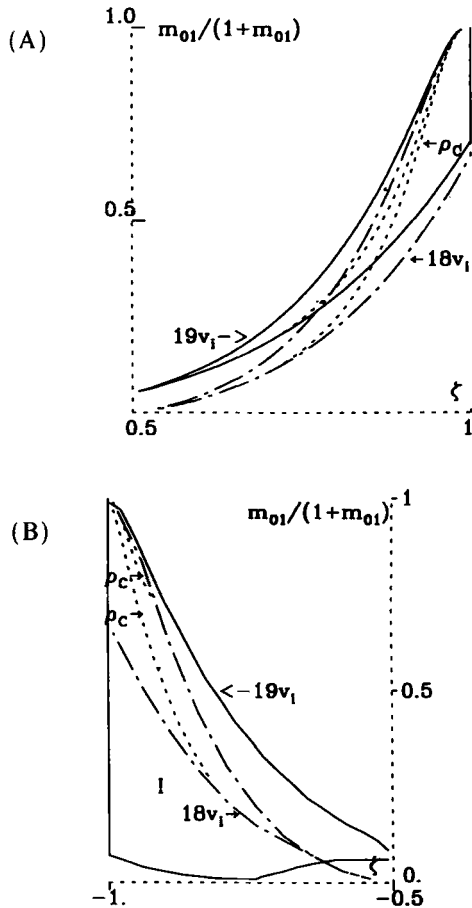 (A)
1.0
m₀₁/(1+m₀₁)
←ρd
0.5
←18vᵢ
19vᵢ->
ζ
0.5
1
(B)
m₀₁/(1+m₀₁)
1
ρc→
ρc→
<-19vᵢ
0.5
I
18vᵢ→
ζ
0.
-1.
-0.5